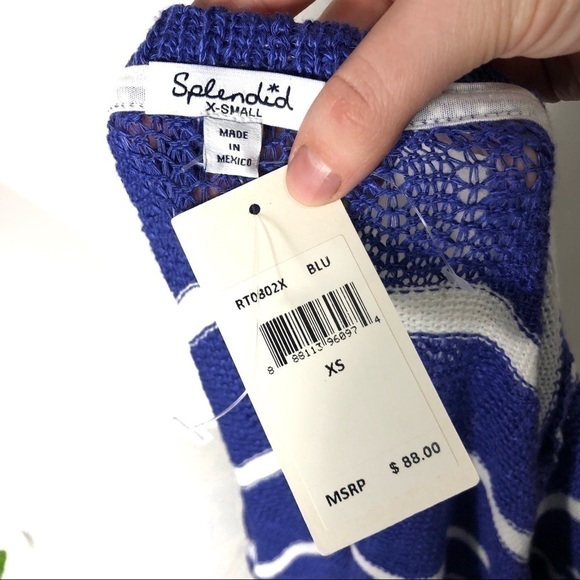 Splendid
X-SMALL
MADE
IN
MEXICO
RT0802X BLU
8 88113 96097 4
XS
MSRP $ 88.00